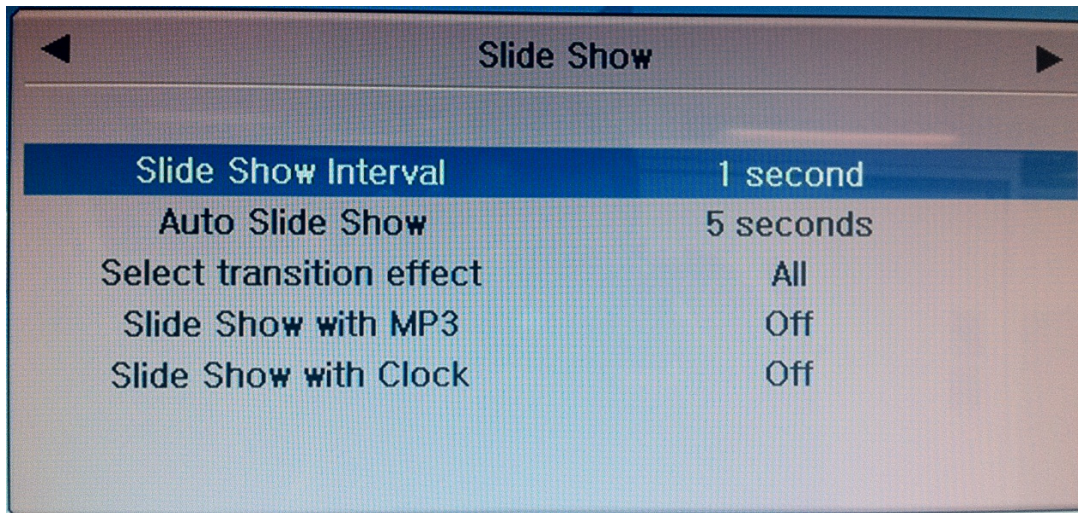 Slide Show
Slide Show Interval 1 second
Auto Slide Show 5 seconds
Select transition effect All
Slide Show with MP3 Off
Slide Show with Clock Off